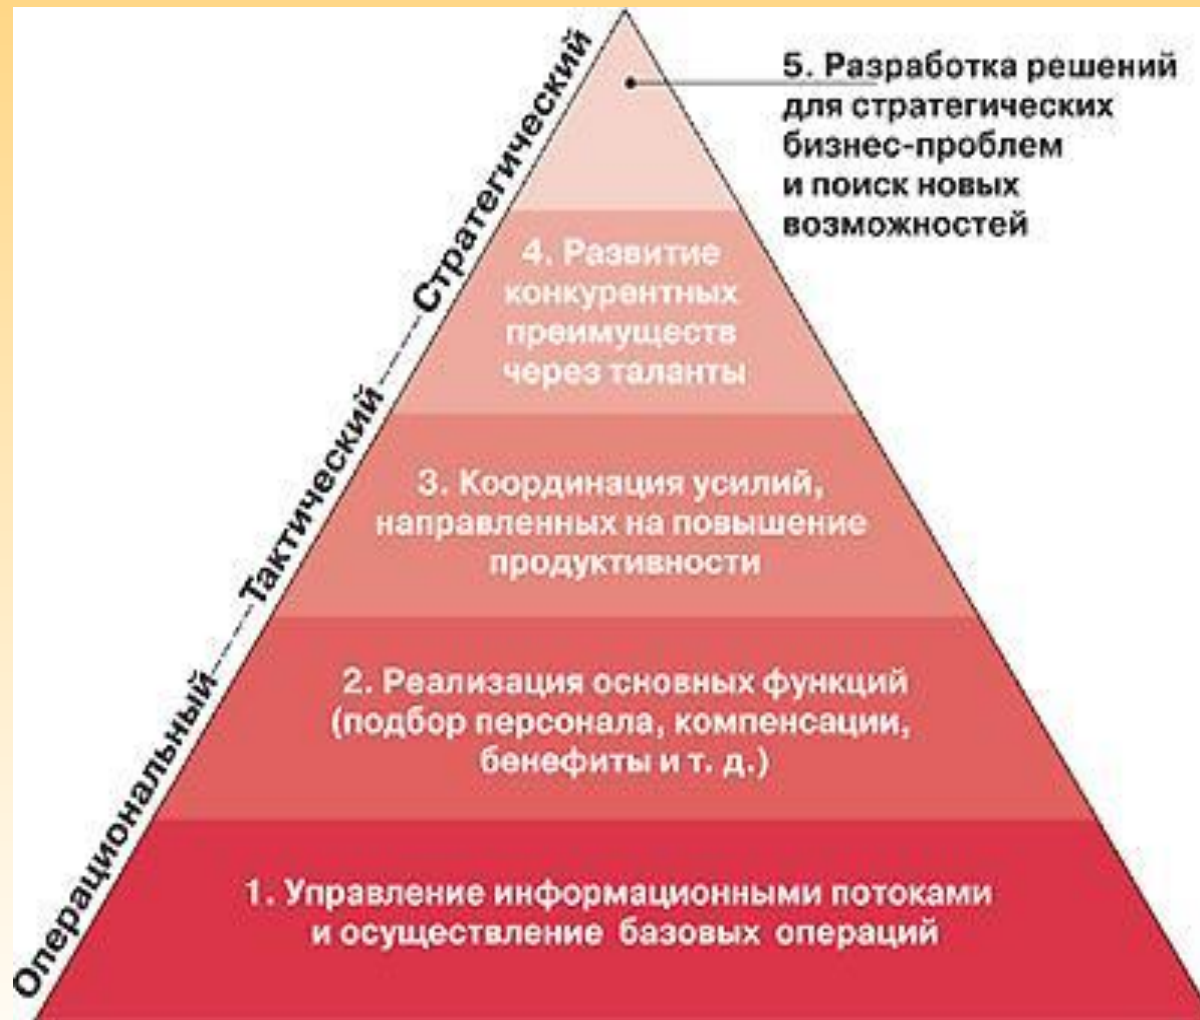 5. Разработка решений
для стратегических
бизнес-проблем
и поиск новых
возможностей
Стратегический
4. Развитие
конкурентных
преимуществ
через таланты
Тактический
3. Координация усилий,
направленных на повышение
продуктивности
Операциональный
2. Реализация основных функций
(подбор персонала, компенсации,
бенефиты и т. д.)
1. Управление информационными потоками
и осуществление базовых операций